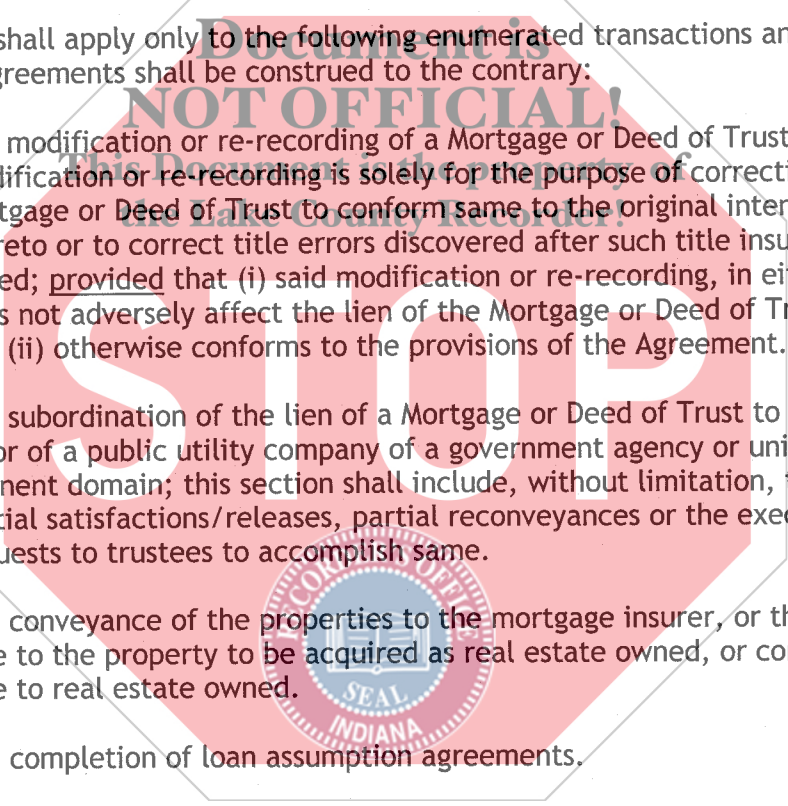 shall apply only to the following enumerated transactions an
greements shall be construed to the contrary:
modification or re-recording of a Mortgage or Deed of Trust
dification or re-recording is solely for the purpose of correcti
tgage or Deed of Trust to conform same to the original inter
reto or to correct title errors discovered after such title insu
ed; provided that (i) said modification or re-recording, in ei
s not adversely affect the lien of the Mortgage or Deed of Tr
(ii) otherwise conforms to the provisions of the Agreement.
subordination of the lien of a Mortgage or Deed of Trust to
or of a public utility company of a government agency or uni
nent domain; this section shall include, without limitation,
tial satisfactions/releases, partial reconveyances or the exec
uests to trustees to accomplish same.
conveyance of the properties to the mortgage insurer, or th
e to the property to be acquired as real estate owned, or co
e to real estate owned.
completion of loan assumption agreements.
Document is
NOT OFFICIAL!
This Document is the property of
the Lake County Recorder!
STOP
RECORDER'S OFFICE
SEAL
INDIANA